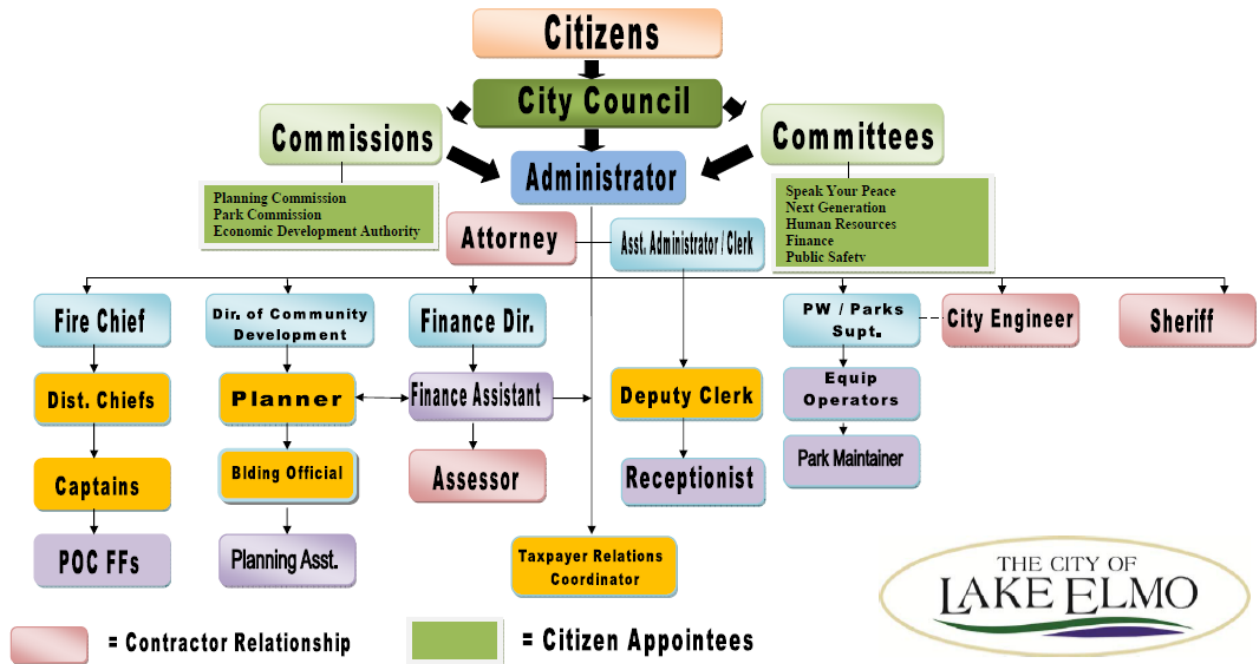 Citizens
City Council
Commissions
Committees
Administrator
Planning Commission
Park Commission
Economic Development Authority
Speak Your Peace
Next Generation
Human Resources
Finance
Public Safety
Attorney
Asst. Administrator / Clerk
Fire Chief
Dir. of Community
Development
Finance Dir.
PW / Parks
Supt.
City Engineer
Sheriff
Dist. Chiefs
Planner
Finance Assistant
Deputy Clerk
Equip
Operators
Captains
Blding Official
Assessor
Receptionist
Park Maintainer
POC FFs
Planning Asst.
Taxpayer Relations
Coordinator
THE CITY OF
LAKE ELMO
= Contractor Relationship
= Citizen Appointees